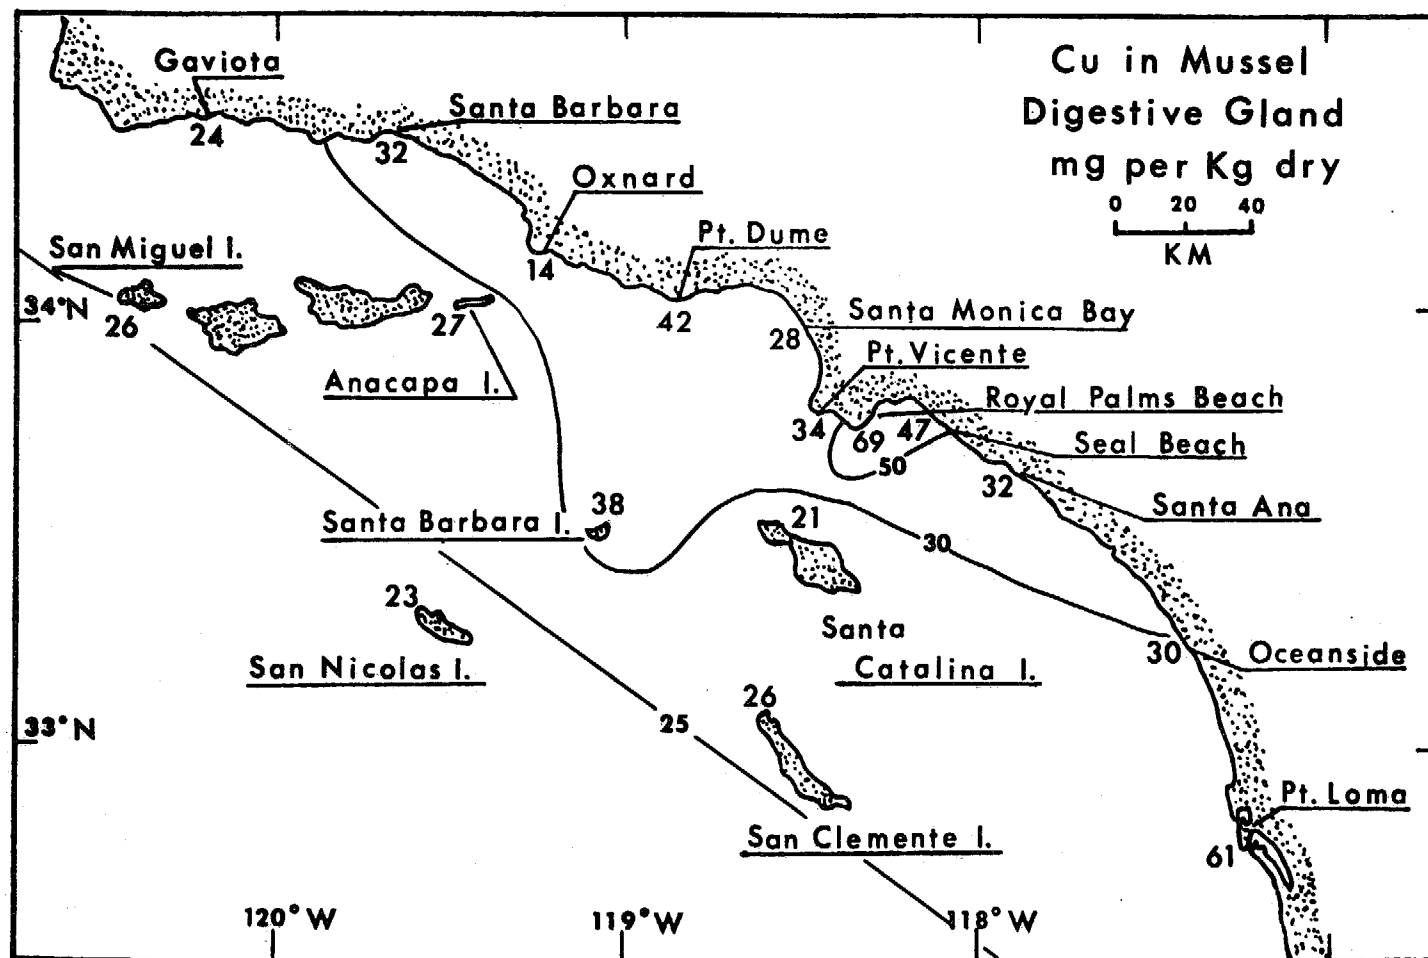 Cu in Mussel
Digestive Gland
mg per Kg dry
0 20 40
KM
Gaviota
24
Santa Barbara
32
Oxnard
14
Pt. Dume
42
San Miguel I.
34°N
26
27
Anacapa I.
Santa Monica Bay
28
Pt. Vicente
34
Royal Palms Beach
69
47
Seal Beach
50
32
Santa Ana
Santa Barbara I.
38
21
30
23
San Nicolas I.
Santa
Catalina I.
30
Oceanside
33°N
25
26
San Clemente I.
Pt. Loma
61
120°W
119°W
118°W